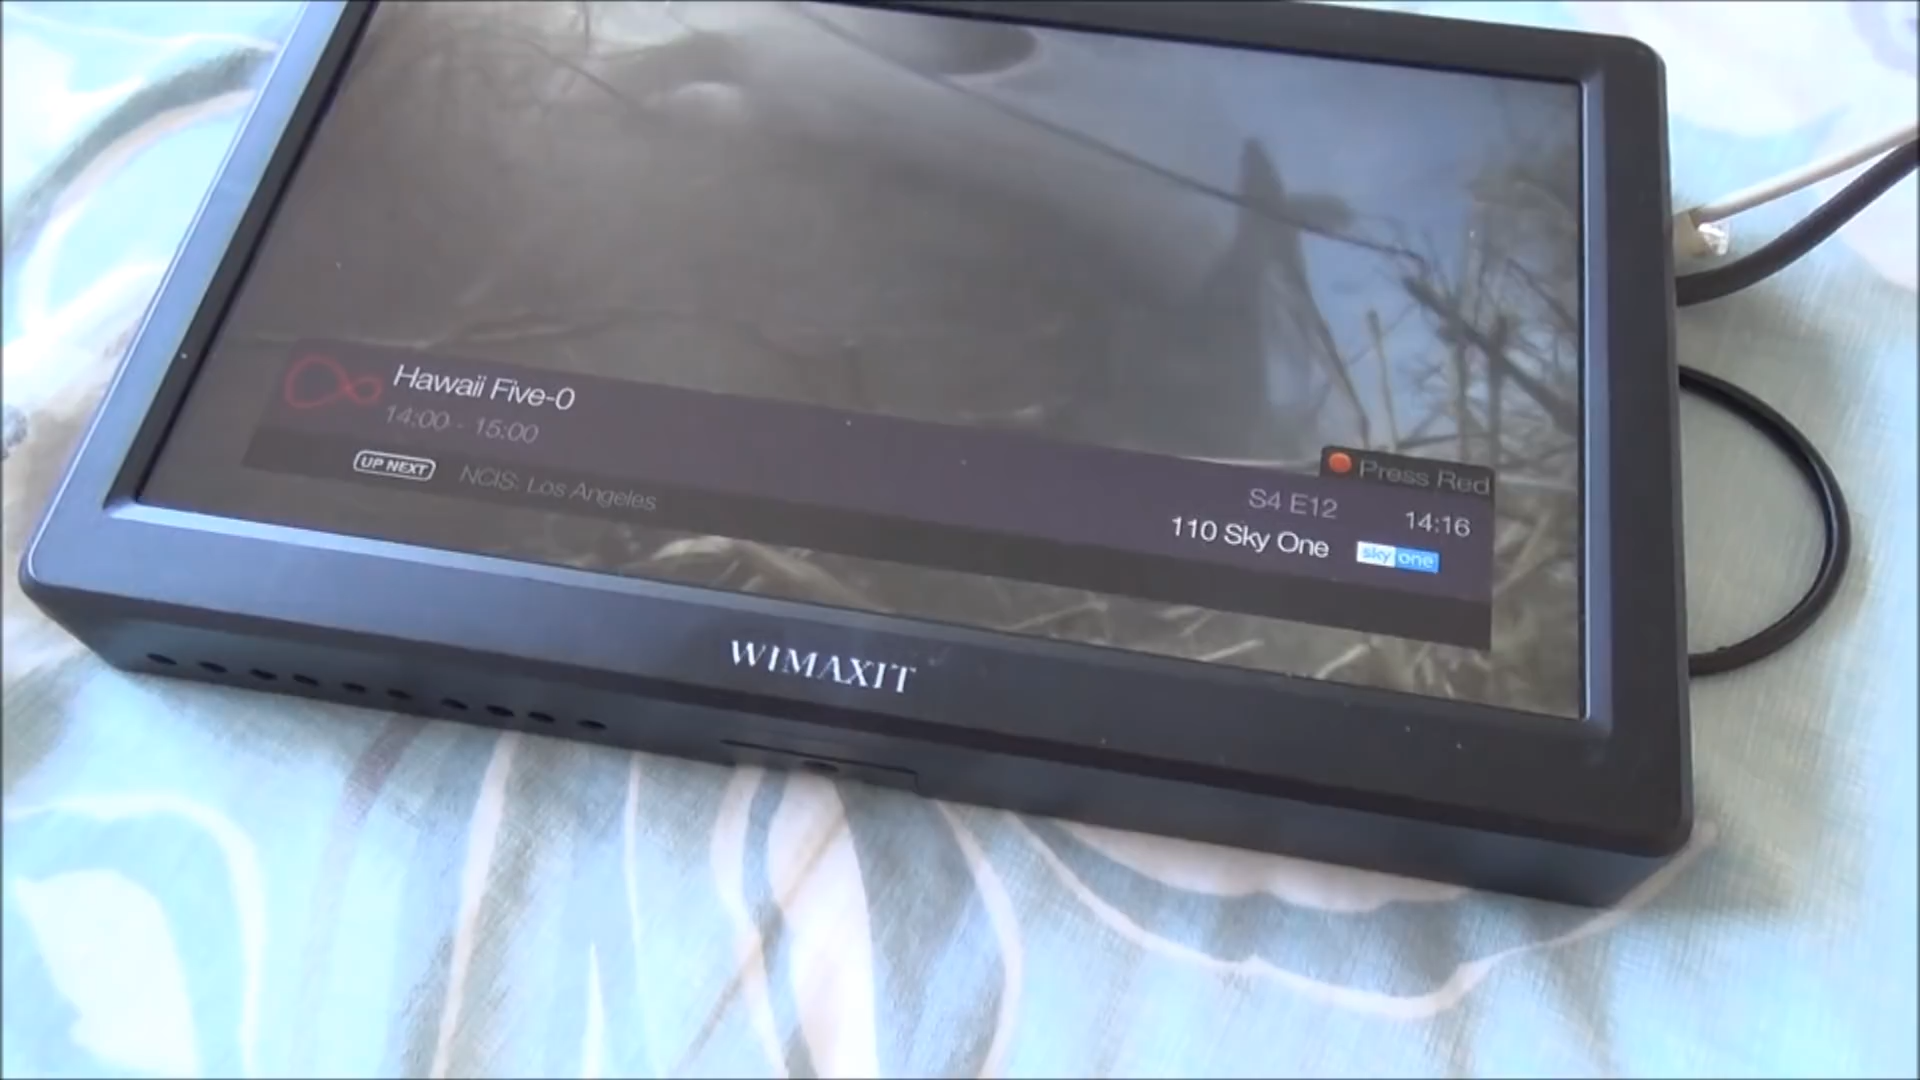 Hawaii Five-0
14:00 - 15:00
UP NEXT NCIS: Los Angeles
Press Red
S4 E12 14:16
110 Sky One sky one
WIMAXIT